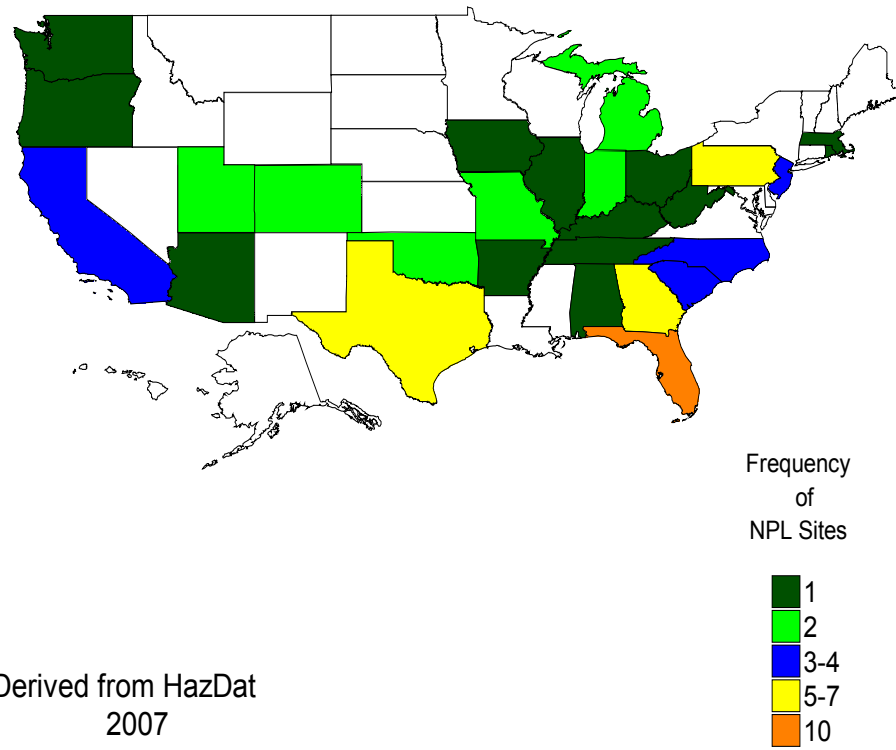 Frequency
of
NPL Sites
1
2
3-4
5-7
10
Derived from HazDat
2007